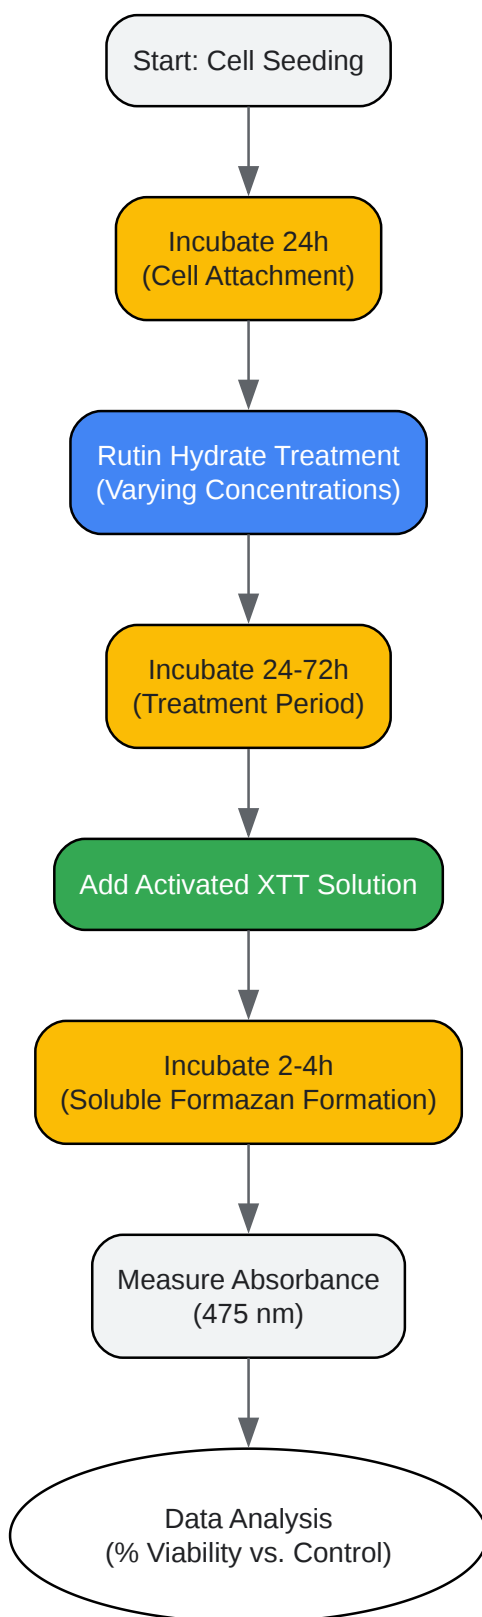 Start: Cell Seeding
Incubate 24h
(Cell Attachment)
Rutin Hydrate Treatment
(Varying Concentrations)
Incubate 24-72h
(Treatment Period)
Add Activated XTT Solution
Incubate 2-4h
(Soluble Formazan Formation)
Measure Absorbance
(475 nm)
Data Analysis
(% Viability vs. Control)